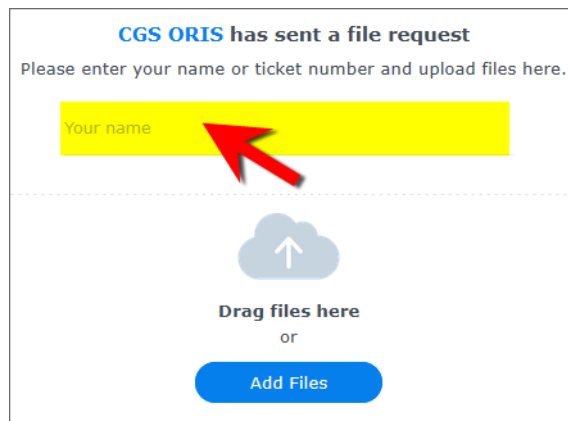 CGS ORIS has sent a file request
Please enter your name or ticket number and upload files here.
Your name
Drag files here
or
Add Files